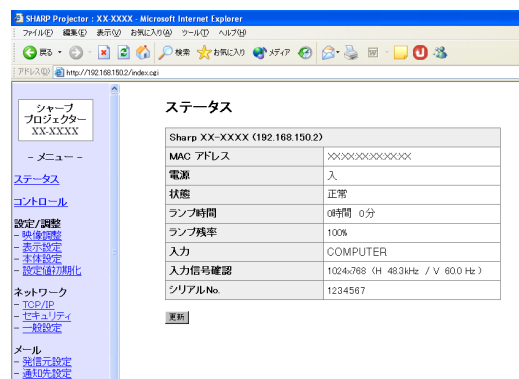 SHARP Projector : XX-XXXX - Microsoft Internet Explorer
ファイル(F) 編集(E) 表示(V) お気に入り(A) ツール(T) ヘルプ(H)
戻る 検索 お気に入り メディア
アドレス(D) http://192.168.150.2/index.cgi
シャープ
プロジェクター
XX-XXXX
- メニュー -
ステータス
コントロール
設定/調整
- 映像調整
- 表示設定
- 本体設定
- 設定値初期化
ネットワーク
- TCP/IP
- セキュリティ
- 一般設定
メール
- 発信元設定
- 通知先設定
ステータス
Sharp XX-XXXX (192.168.150.2)
MAC アドレス XXXXXXXXXXXX
電源 入
状態 正常
ランプ時間 0時間 0分
ランプ残率 100%
入力 COMPUTER
入力信号確認 1024x768 (H 48.3kHz / V 60.0 Hz )
シリアルNo. 1234567
更新